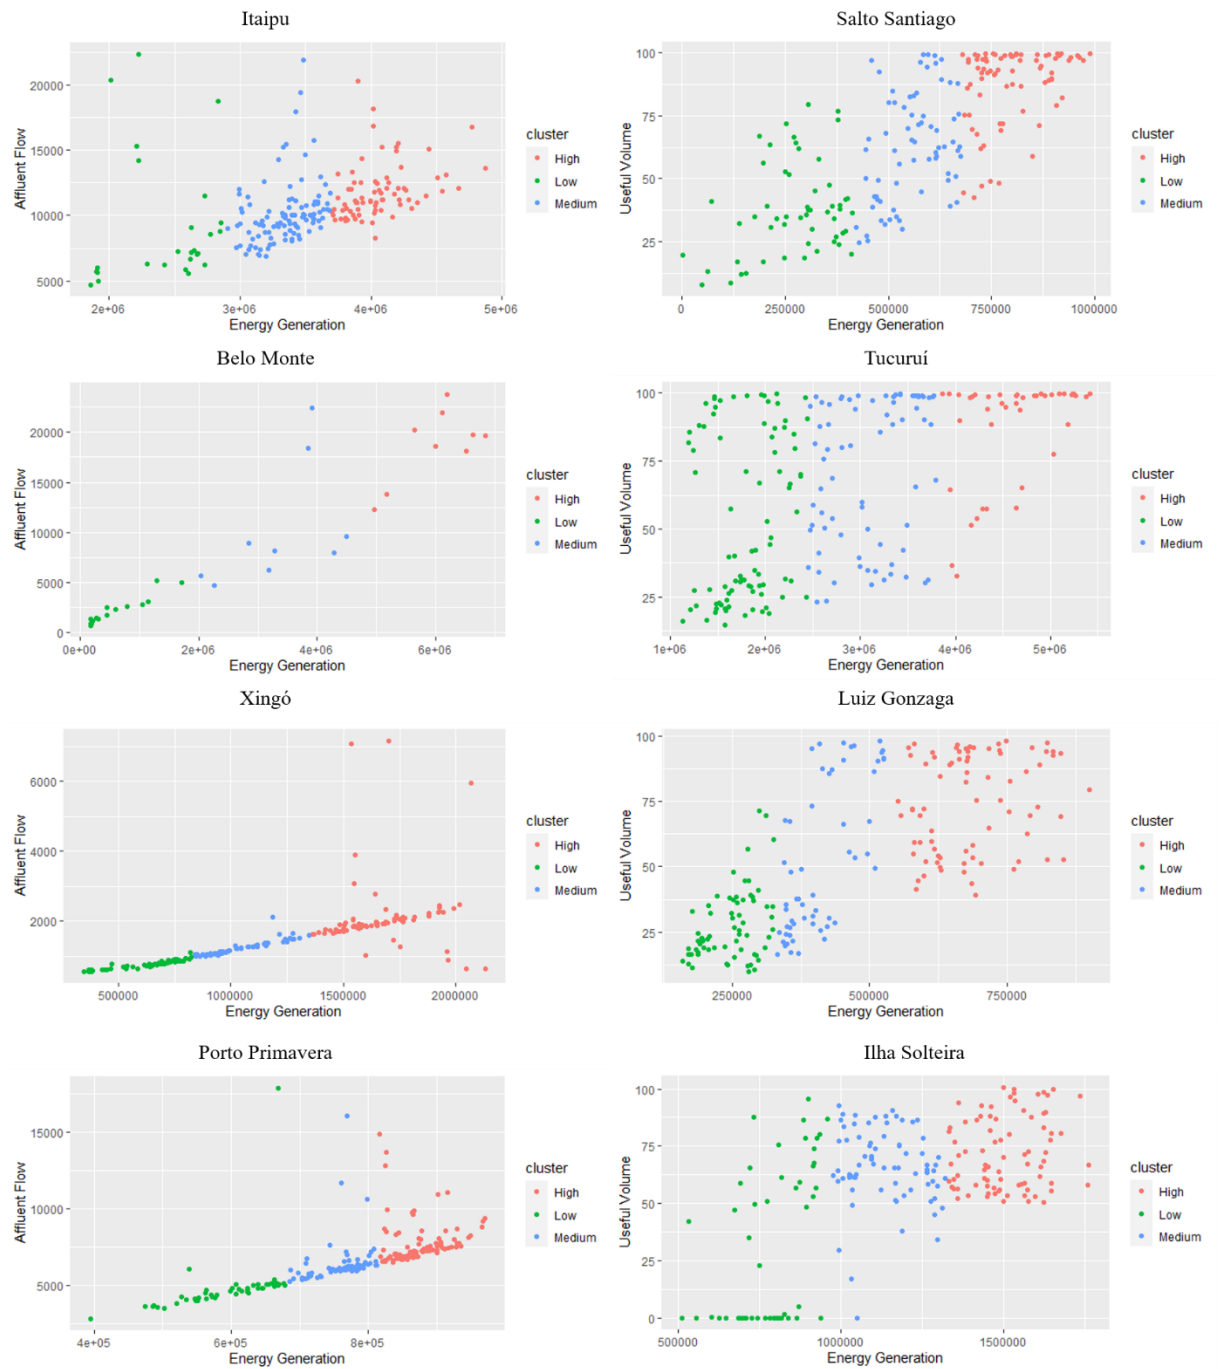 Itaipu
20000
15000
10000
5000
Affluent Flow
2e+06 3e+06 4e+06 5e+06
Energy Generation
cluster
High
Low
Medium
Salto Santiago
100
75
50
25
Useful Volume
0 250000 500000 750000 1000000
Energy Generation
cluster
High
Low
Medium
Belo Monte
20000
15000
10000
5000
0
Affluent Flow
0e+00 2e+06 4e+06 6e+06
Energy Generation
cluster
High
Low
Medium
Tucuruí
100
75
50
25
Useful Volume
1e+06 2e+06 3e+06 4e+06 5e+06
Energy Generation
cluster
High
Low
Medium
Xingó
6000
4000
2000
Affluent Flow
500000 1000000 1500000 2000000
Energy Generation
cluster
High
Low
Medium
Luiz Gonzaga
100
75
50
25
Useful Volume
250000 500000 750000
Energy Generation
cluster
High
Low
Medium
Porto Primavera
15000
10000
5000
Affluent Flow
4e+05 6e+05 8e+05
Energy Generation
cluster
High
Low
Medium
Ilha Solteira
100
75
50
25
0
Useful Volume
500000 1000000 1500000
Energy Generation
cluster
High
Low
Medium